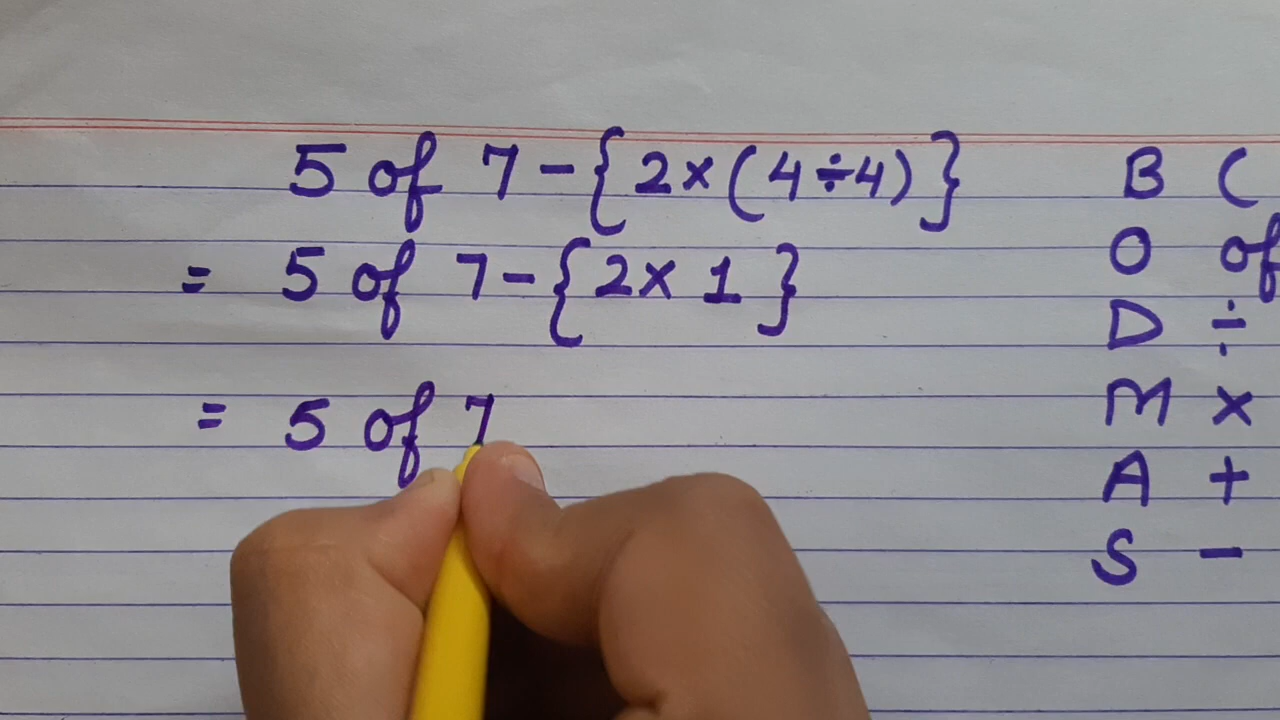 5 of 7 - { 2 × ( 4 ÷ 4 ) }
= 5 of 7 - { 2 × 1 }
= 5 of 7
B (
O of
D ÷
M ×
A +
S -